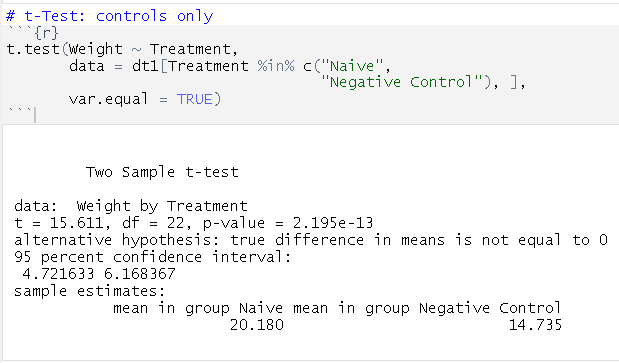 # t-Test: controls only
```{r}
t.test(Weight ~ Treatment,
data = dt1[Treatment %in% c("Naive",
"Negative Control"), ],
var.equal = TRUE)
```
Two Sample t-test
data:  Weight by Treatment
t = 15.611, df = 22, p-value = 2.195e-13
alternative hypothesis: true difference in means is not equal to 0
95 percent confidence interval:
4.721633 6.168367
sample estimates:
mean in group Naive mean in group Negative Control
20.180 14.735